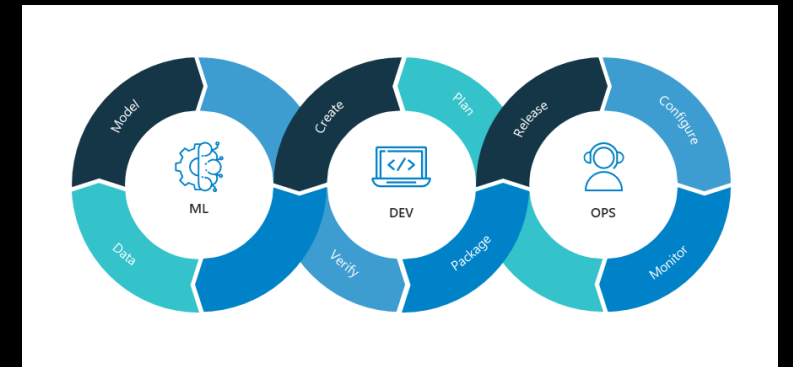 Model
Create
Plan
Release
Configure
ML
DEV
OPS
Data
Verify
Package
Monitor